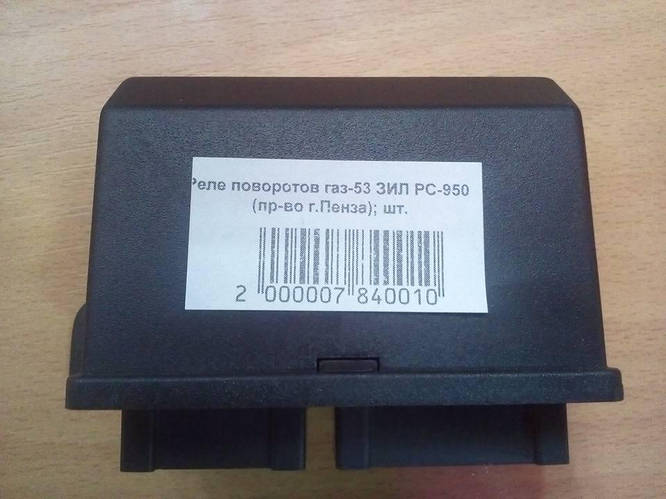 Реле поворотов газ-53 ЗИЛ РС-950
(пр-во г.Пенза); шт.
2 000007 840010